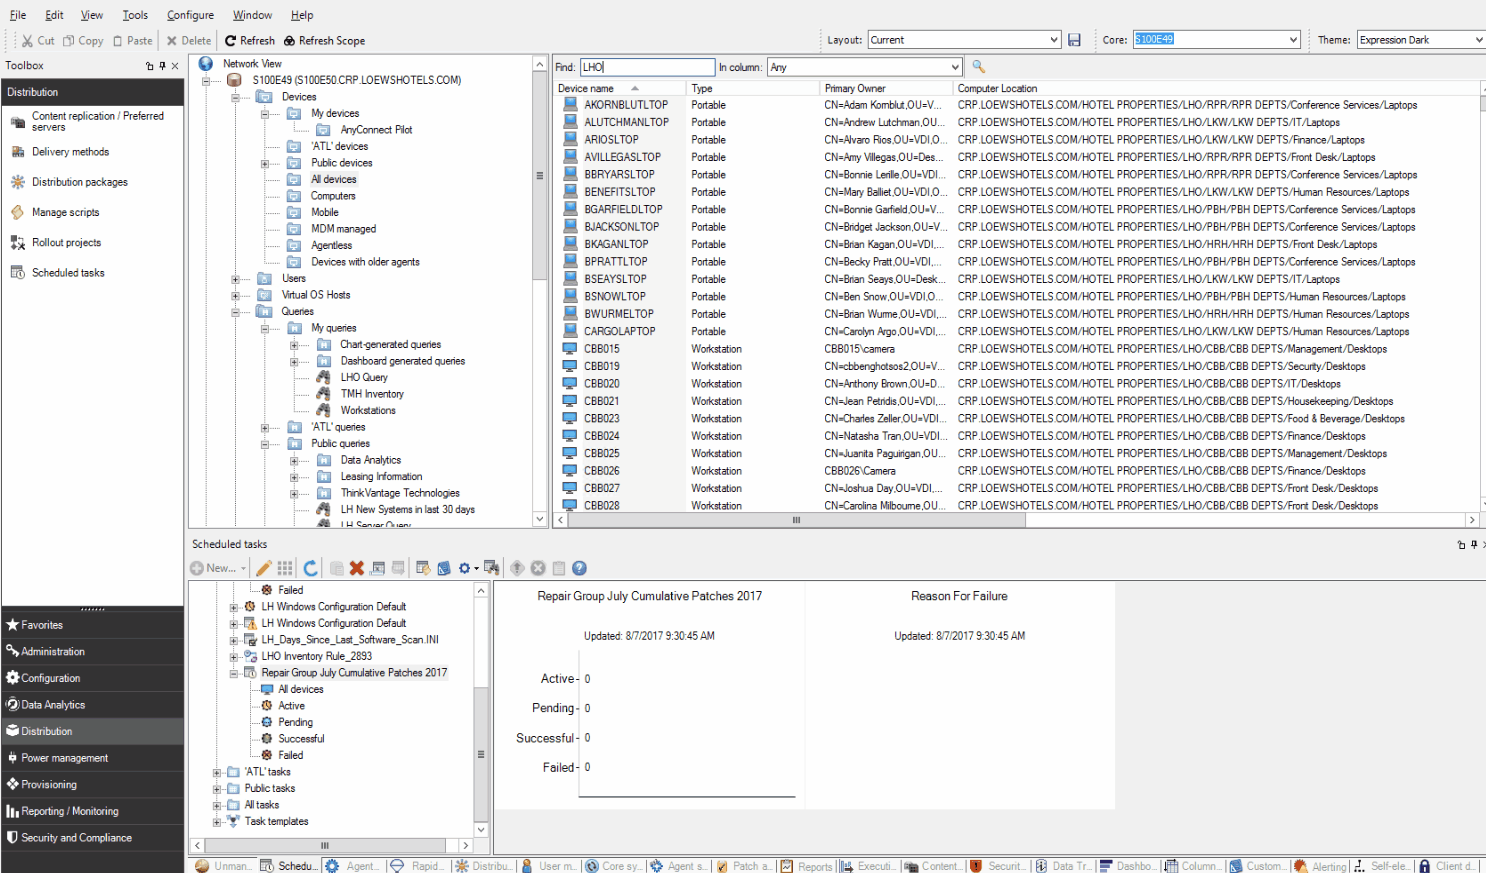 File Edit View Tools Configure Window Help
Cut Copy Paste Delete Refresh Refresh Scope Layout: Current Core: S100E49 Theme: Expression Dark
Toolbox
Distribution
Content replication / Preferred
servers
Delivery methods
Distribution packages
Manage scripts
Rollout projects
Scheduled tasks
Favorites
Administration
Configuration
Data Analytics
Distribution
Power management
Provisioning
Reporting / Monitoring
Security and Compliance
Network View
S100E49 (S100E50.CRP.LOEWSHOTELS.COM)
Devices
My devices
AnyConnect Pilot
'ATL' devices
Public devices
All devices
Computers
Mobile
MDM managed
Agentless
Devices with older agents
Users
Virtual OS Hosts
Queries
My queries
Chart-generated queries
Dashboard generated queries
LHO Query
TMH Inventory
Workstations
'ATL' queries
Public queries
Data Analytics
Leasing Information
ThinkVantage Technologies
LH New Systems in last 30 days
LH Server Query
Find: LHO In column: Any
Device name Type Primary Owner Computer Location
AKORNBLUTLTOP Portable CN=Adam Kornblut,OU=V... CRP.LOEWSHOTELS.COM/HOTEL PROPERTIES/LHO/RPR/RPR DEPTS/Conference Services/Laptops
ALUTCHMANLTOP Portable CN=Andrew Lutchman,OU... CRP.LOEWSHOTELS.COM/HOTEL PROPERTIES/LHO/LKW/LKW DEPTS/IT/Laptops
ARIOSLTOP Portable CN=Alvaro Rios,OU=VDI,... CRP.LOEWSHOTELS.COM/HOTEL PROPERTIES/LHO/LKW/LKW DEPTS/Finance/Laptops
AVILLEGASLTOP Portable CN=Amy Villegas,OU=Des... CRP.LOEWSHOTELS.COM/HOTEL PROPERTIES/LHO/RPR/RPR DEPTS/Front Desk/Laptops
BBRYARSLTOP Portable CN=Bonnie Lerille,OU=VDI... CRP.LOEWSHOTELS.COM/HOTEL PROPERTIES/LHO/RPR/RPR DEPTS/Conference Services/Laptops
BENEFITSLTOP Portable CN=Mary Balliet,OU=VDI,... CRP.LOEWSHOTELS.COM/HOTEL PROPERTIES/LHO/LKW/LKW DEPTS/Human Resources/Laptops
BGARFIELDLTOP Portable CN=Bonnie Garfield,OU=V... CRP.LOEWSHOTELS.COM/HOTEL PROPERTIES/LHO/PBH/PBH DEPTS/Conference Services/Laptops
BJACKSONLTOP Portable CN=Bridget Jackson,OU=V... CRP.LOEWSHOTELS.COM/HOTEL PROPERTIES/LHO/PBH/PBH DEPTS/Conference Services/Laptops
BKAGANLTOP Portable CN=Brian Kagan,OU=VDI,... CRP.LOEWSHOTELS.COM/HOTEL PROPERTIES/LHO/HRH/HRH DEPTS/Front Desk/Laptops
BPRATTLTOP Portable CN=Becky Pratt,OU=VDI,... CRP.LOEWSHOTELS.COM/HOTEL PROPERTIES/LHO/PBH/PBH DEPTS/Conference Services/Laptops
BSEAYSLTOP Portable CN=Brian Seays,OU=Desk... CRP.LOEWSHOTELS.COM/HOTEL PROPERTIES/LHO/LKW/LKW DEPTS/IT/Laptops
BSNOWLTOP Portable CN=Ben Snow,OU=VDI,O... CRP.LOEWSHOTELS.COM/HOTEL PROPERTIES/LHO/PBH/PBH DEPTS/Human Resources/Laptops
BWURMELTOP Portable CN=Brian Wurme,OU=VDI,... CRP.LOEWSHOTELS.COM/HOTEL PROPERTIES/LHO/HRH/HRH DEPTS/Human Resources/Laptops
CARGOLAPTOP Portable CN=Carolyn Argo,OU=VDI,... CRP.LOEWSHOTELS.COM/HOTEL PROPERTIES/LHO/LKW/LKW DEPTS/Human Resources/Laptops
CBB015 Workstation CBB015\camera CRP.LOEWSHOTELS.COM/HOTEL PROPERTIES/LHO/CBB/CBB DEPTS/Management/Desktops
CBB019 Workstation CN=cbbenghotsos2,OU=V... CRP.LOEWSHOTELS.COM/HOTEL PROPERTIES/LHO/CBB/CBB DEPTS/Security/Desktops
CBB020 Workstation CN=Anthony Brown,OU=D... CRP.LOEWSHOTELS.COM/HOTEL PROPERTIES/LHO/CBB/CBB DEPTS/IT/Desktops
CBB021 Workstation CN=Jean Petridis,OU=VDI,... CRP.LOEWSHOTELS.COM/HOTEL PROPERTIES/LHO/CBB/CBB DEPTS/Housekeeping/Desktops
CBB023 Workstation CN=Charles Zeller,OU=VDI... CRP.LOEWSHOTELS.COM/HOTEL PROPERTIES/LHO/CBB/CBB DEPTS/Food & Beverage/Desktops
CBB024 Workstation CN=Natasha Tran,OU=VDI... CRP.LOEWSHOTELS.COM/HOTEL PROPERTIES/LHO/CBB/CBB DEPTS/Finance/Desktops
CBB025 Workstation CN=Juanita Paguirigan,OU... CRP.LOEWSHOTELS.COM/HOTEL PROPERTIES/LHO/CBB/CBB DEPTS/Management/Desktops
CBB026 Workstation CBB026\Camera CRP.LOEWSHOTELS.COM/HOTEL PROPERTIES/LHO/CBB/CBB DEPTS/Finance/Desktops
CBB027 Workstation CN=Joshua Day,OU=VDI,... CRP.LOEWSHOTELS.COM/HOTEL PROPERTIES/LHO/CBB/CBB DEPTS/Front Desk/Desktops
CBB028 Workstation CN=Carolina Milbourne,OU... CRP.LOEWSHOTELS.COM/HOTEL PROPERTIES/LHO/CBB/CBB DEPTS/Front Desk/Desktops
Scheduled tasks
New...
Failed
LH Windows Configuration Default
LH Windows Configuration Default
LH_Days_Since_Last_Software_Scan.INI
LHO Inventory Rule_2893
Repair Group July Cumulative Patches 2017
All devices
Active
Pending
Successful
Failed
'ATL' tasks
Public tasks
All tasks
Task templates
Repair Group July Cumulative Patches 2017
Updated: 8/7/2017 9:30:45 AM
Active 0
Pending 0
Successful 0
Failed 0
Reason For Failure
Updated: 8/7/2017 9:30:45 AM
Unman... Schedu... Agent... Rapid... Distribu... User m... Core sy... Agent s... Patch a... Reports Executi... Content... Securit... Data Tr... Dashbo... Column... Custom... Alerting Self-ele... Client d...